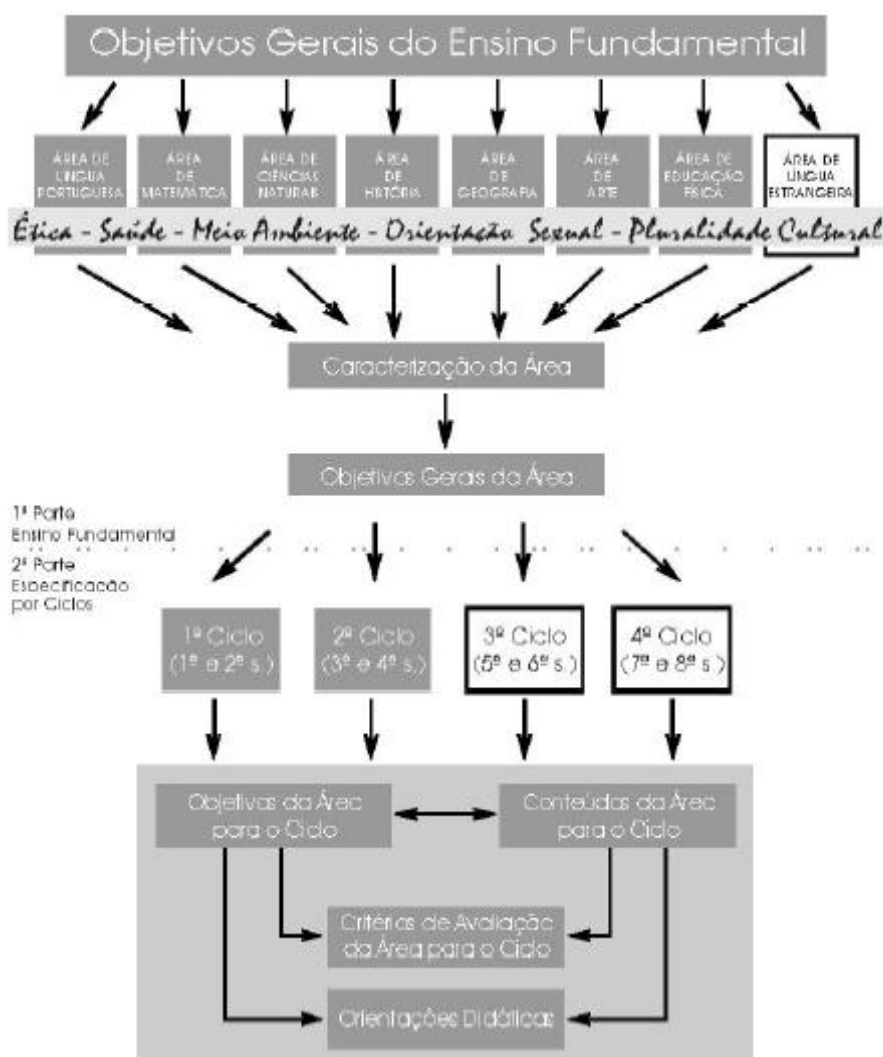 Objetivos Gerais do Ensino Fundamental
ÁREA DE
LÍNGUA
PORTUGUESA
ÁREA
DE
MATEMÁTICA
ÁREA DE
CIÊNCIAS
NATURAIS
ÁREA
DE
HISTÓRIA
ÁREA
DE
GEOGRAFIA
ÁREA
DE
ARTE
ÁREA DE
EDUCAÇÃO
FÍSICA
ÁREA DE
LÍNGUA
ESTRANGEIRA
Ética - Saúde - Meio Ambiente - Orientação Sexual - Pluralidade Cultural
Caracterização da Área
Objetivos Gerais da Área
1ª Parte
Ensino Fundamental
2ª Parte
Especificação
por Ciclos
1º Ciclo
(1ª e 2ª s.)
2º Ciclo
(3ª e 4ª s.)
3º Ciclo
(5ª e 6ª s.)
4º Ciclo
(7ª e 8ª s.)
Objetivos da Área
para o Ciclo
Conteúdos da Área
para o Ciclo
Critérios de Avaliação
da Área para o Ciclo
Orientações Didáticas